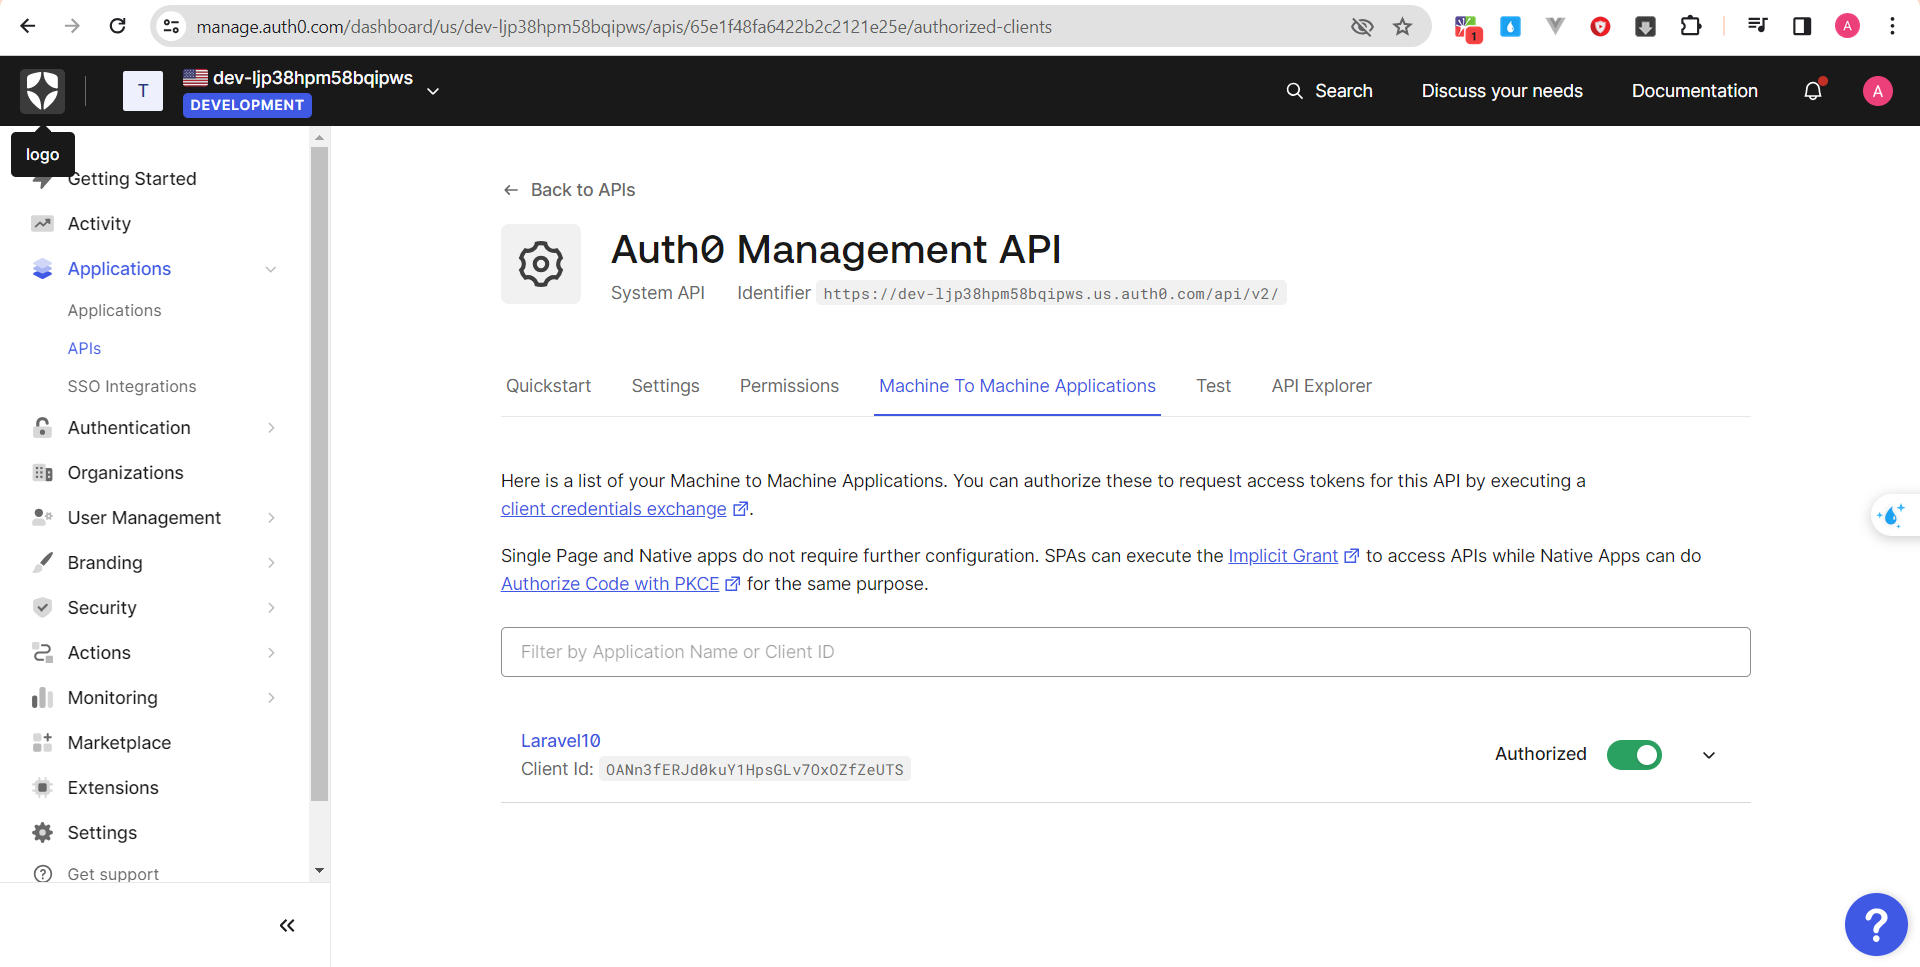 manage.auth0.com/dashboard/us/dev-ljp38hpm58bqipws/apis/65e1f48fa6422b2c2121e25e/authorized-clients
1
A
T
dev-ljp38hpm58bqipws
DEVELOPMENT
Search
Discuss your needs
Documentation
A
logo
Getting Started
Activity
Applications
Applications
APIs
SSO Integrations
Authentication
Organizations
User Management
Branding
Security
Actions
Monitoring
Marketplace
Extensions
Settings
Get support
Back to APIs
Auth0 Management API
System API Identifier https://dev-ljp38hpm58bqipws.us.auth0.com/api/v2/
Quickstart Settings Permissions Machine To Machine Applications Test API Explorer
Here is a list of your Machine to Machine Applications. You can authorize these to request access tokens for this API by executing a
client credentials exchange.
Single Page and Native apps do not require further configuration. SPAs can execute the Implicit Grant to access APIs while Native Apps can do
Authorize Code with PKCE for the same purpose.
Filter by Application Name or Client ID
Laravel10
Client Id: OANn3fERJd0kuY1HpsGLv7OxOZfZeUTS
Authorized
?